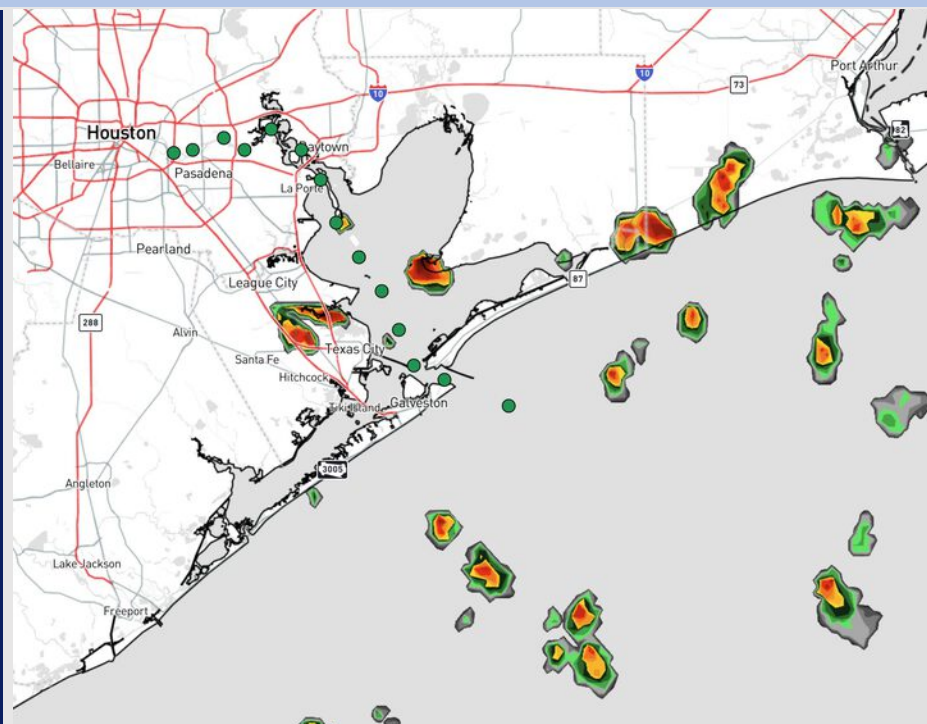 Port Arthur
10
73
10
82
Houston
Baytown
Bellaire
Pasadena
La Porte
Pearland
League City
87
288
Alvin
Texas City
Santa Fe
Hitchcock
Tiki Island
Galveston
3005
Angleton
Lake Jackson
Freeport